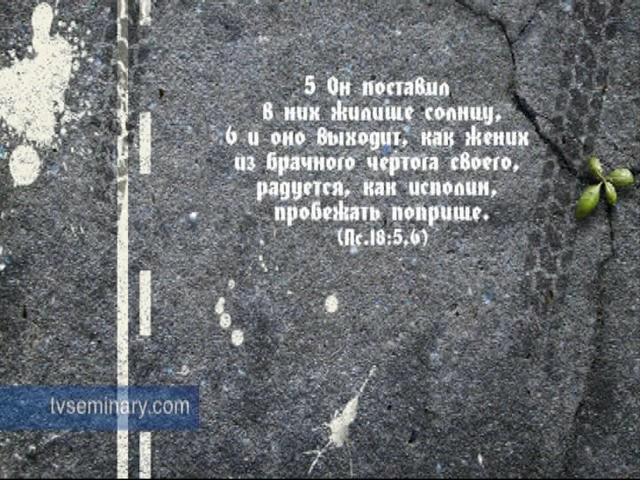 5 Он поставил
в них жилище солнцу,
6 и оно выходит, как жених
из брачного чертога своего,
радуется, как исполин,
пробежать поприще.
(Пс.18:5,6)
tvseminary.com